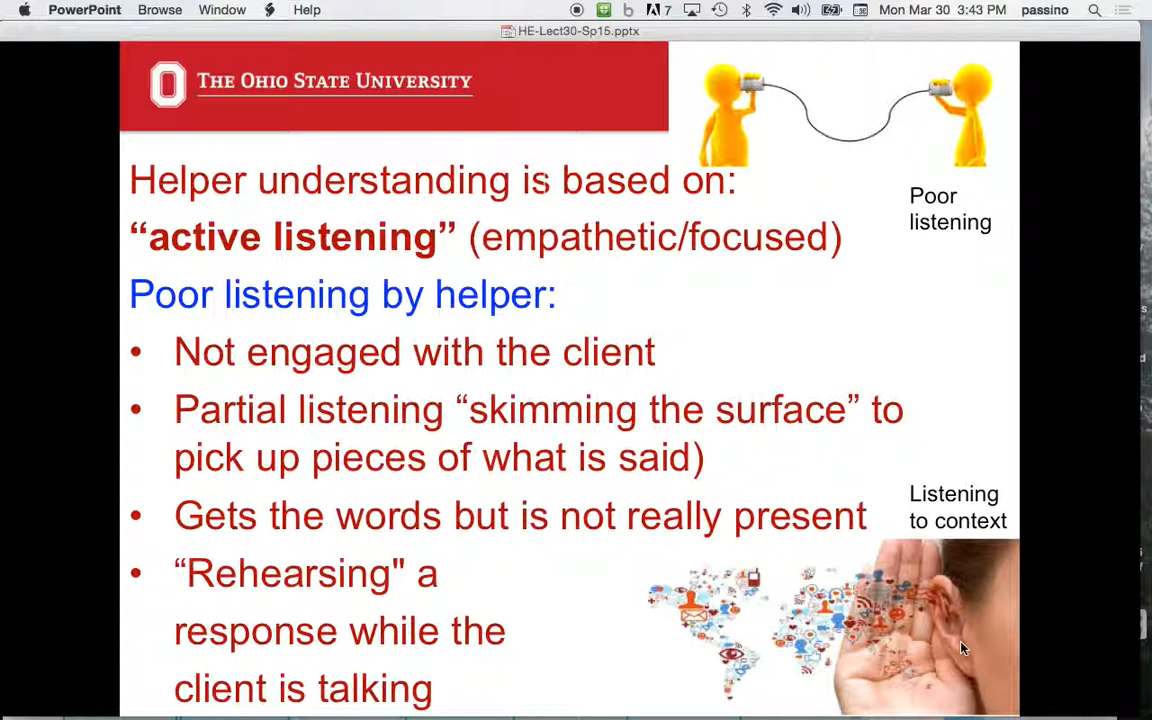 PowerPoint Browse Window Help 7 Mon Mon 30 3:43 PM passino
HE-Lect30-Sp15.pptx
THE OHIO STATE UNIVERSITY
Helper understanding is based on:
“active listening” (empathetic/focused)
Poor
listening
Poor listening by helper:
• Not engaged with the client
• Partial listening “skimming the surface” to
pick up pieces of what is said)
• Gets the words but is not really present
Listening
to context
• “Rehearsing" a
response while the
client is talking